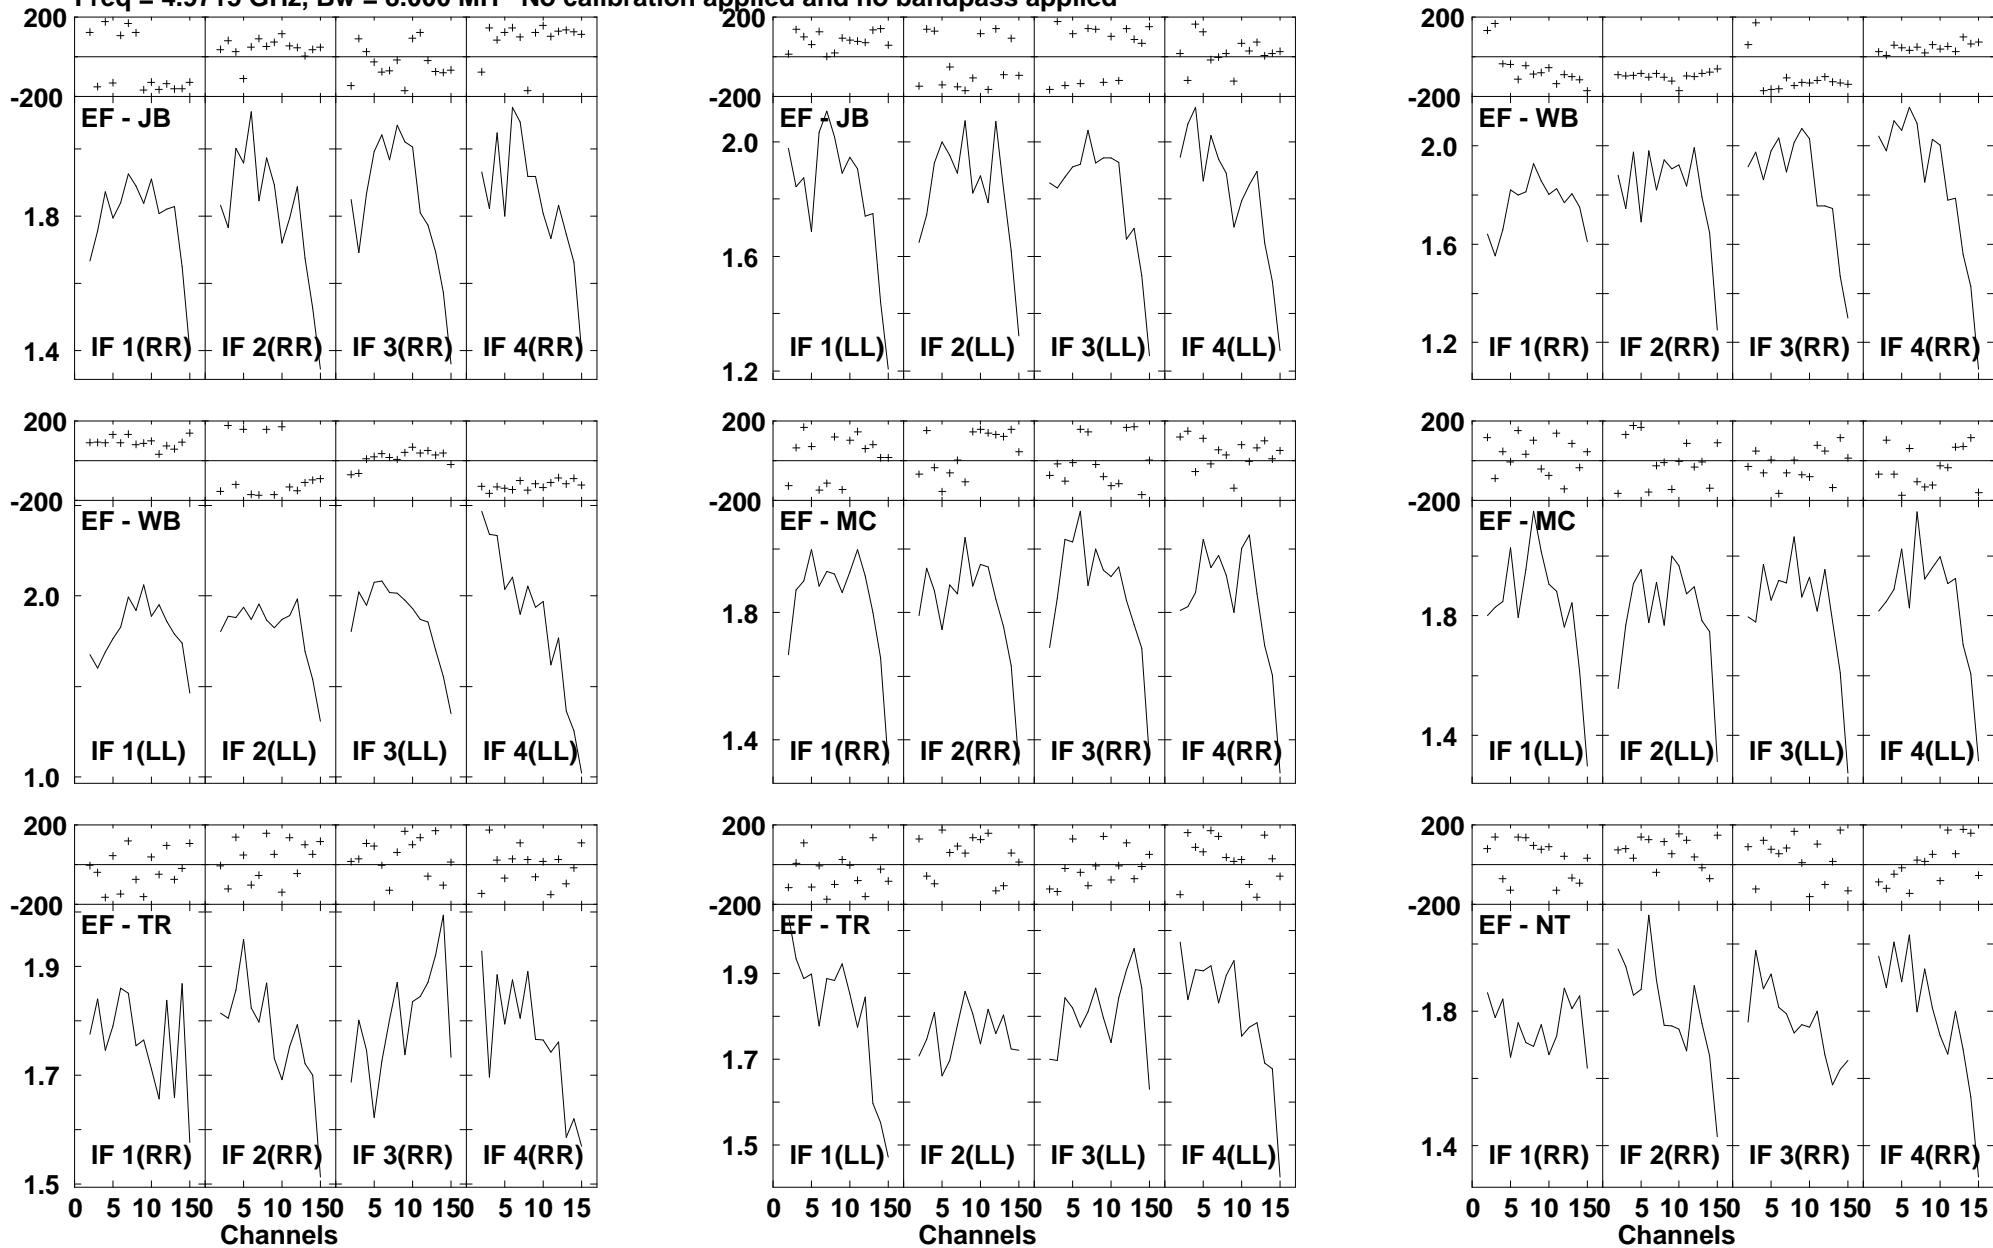 No calibration applied and no bandpass applied
200 200 200
-200 -200 -200
EF - JB EF - JB EF - WB
2.0 2.0
1.8 1.6 1.6
1.4 1.2 1.2
IF 1(RR) IF 2(RR) IF 3(RR) IF 4(RR) IF 1(LL) IF 2(LL) IF 3(LL) IF 4(LL) IF 1(RR) IF 2(RR) IF 3(RR) IF 4(RR)
200 200 200
-200 -200 -200
EF - WB EF - MC EF - MC
2.0 1.8 1.8
1.0 1.4 1.4
IF 1(LL) IF 2(LL) IF 3(LL) IF 4(LL) IF 1(RR) IF 2(RR) IF 3(RR) IF 4(RR) IF 1(LL) IF 2(LL) IF 3(LL) IF 4(LL)
200 200 200
-200 -200 -200
EF - TR EF - TR EF - NT
1.9 1.9 1.8
1.7 1.7
1.5 1.5 1.4
IF 1(RR) IF 2(RR) IF 3(RR) IF 4(RR) IF 1(LL) IF 2(LL) IF 3(LL) IF 4(LL) IF 1(RR) IF 2(RR) IF 3(RR) IF 4(RR)
0 5 10 150 5 10 150 5 10 150 5 10 15 0 5 10 150 5 10 150 5 10 150 5 10 15 0 5 10 150 5 10 150 5 10 150 5 10 15
Channels Channels Channels